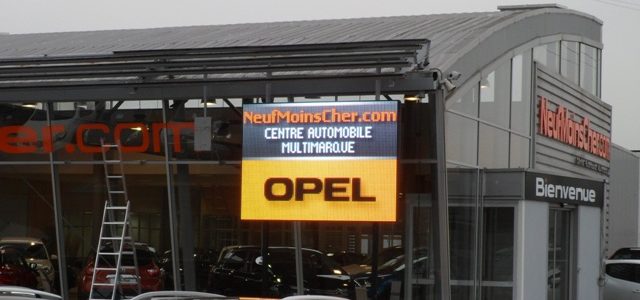 er.com
NeufMoinsCher.com
CENTRE AUTOMOBILE
MULTIMARQUE
OPEL
NeufMoinsCher.com
Bienvenue